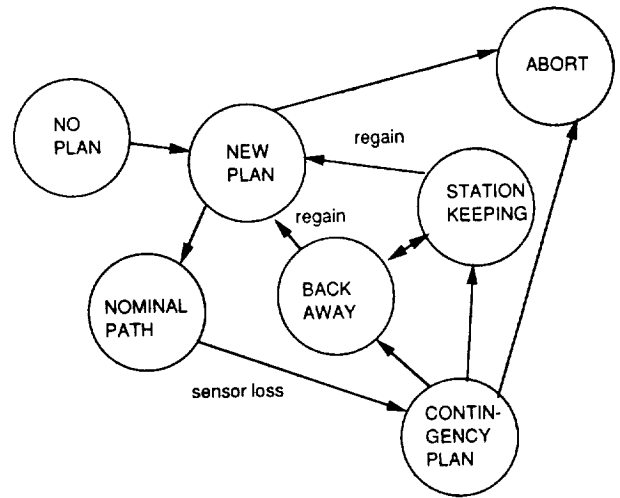 ABORT
NO
PLAN
NEW
PLAN
regain
STATION
KEEPING
regain
BACK
AWAY
NOMINAL
PATH
sensor loss
CONTIN-
GENCY
PLAN